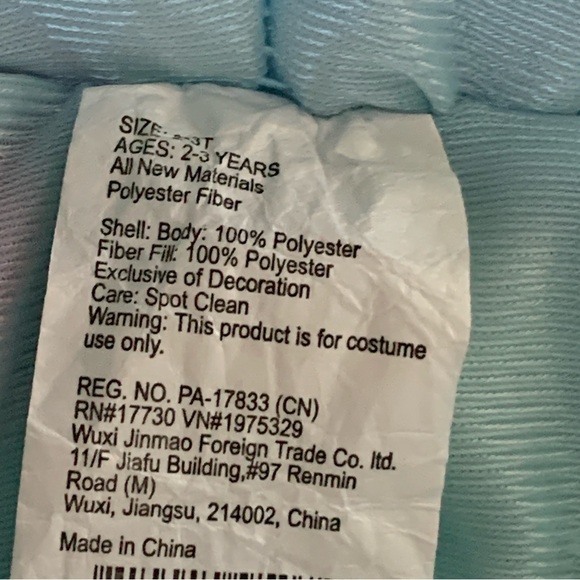 SIZE: 2-3T
AGES: 2-3 YEARS
All New Materials
Polyester Fiber
Shell: Body: 100% Polyester
Fiber Fill: 100% Polyester
Exclusive of Decoration
Care: Spot Clean
Warning: This product is for costume
use only.
REG. NO. PA-17833 (CN)
RN#17730 VN#1975329
Wuxi Jinmao Foreign Trade Co. ltd.
11/F Jiafu Building,#97 Renmin
Road (M)
Wuxi, Jiangsu, 214002, China
Made in China